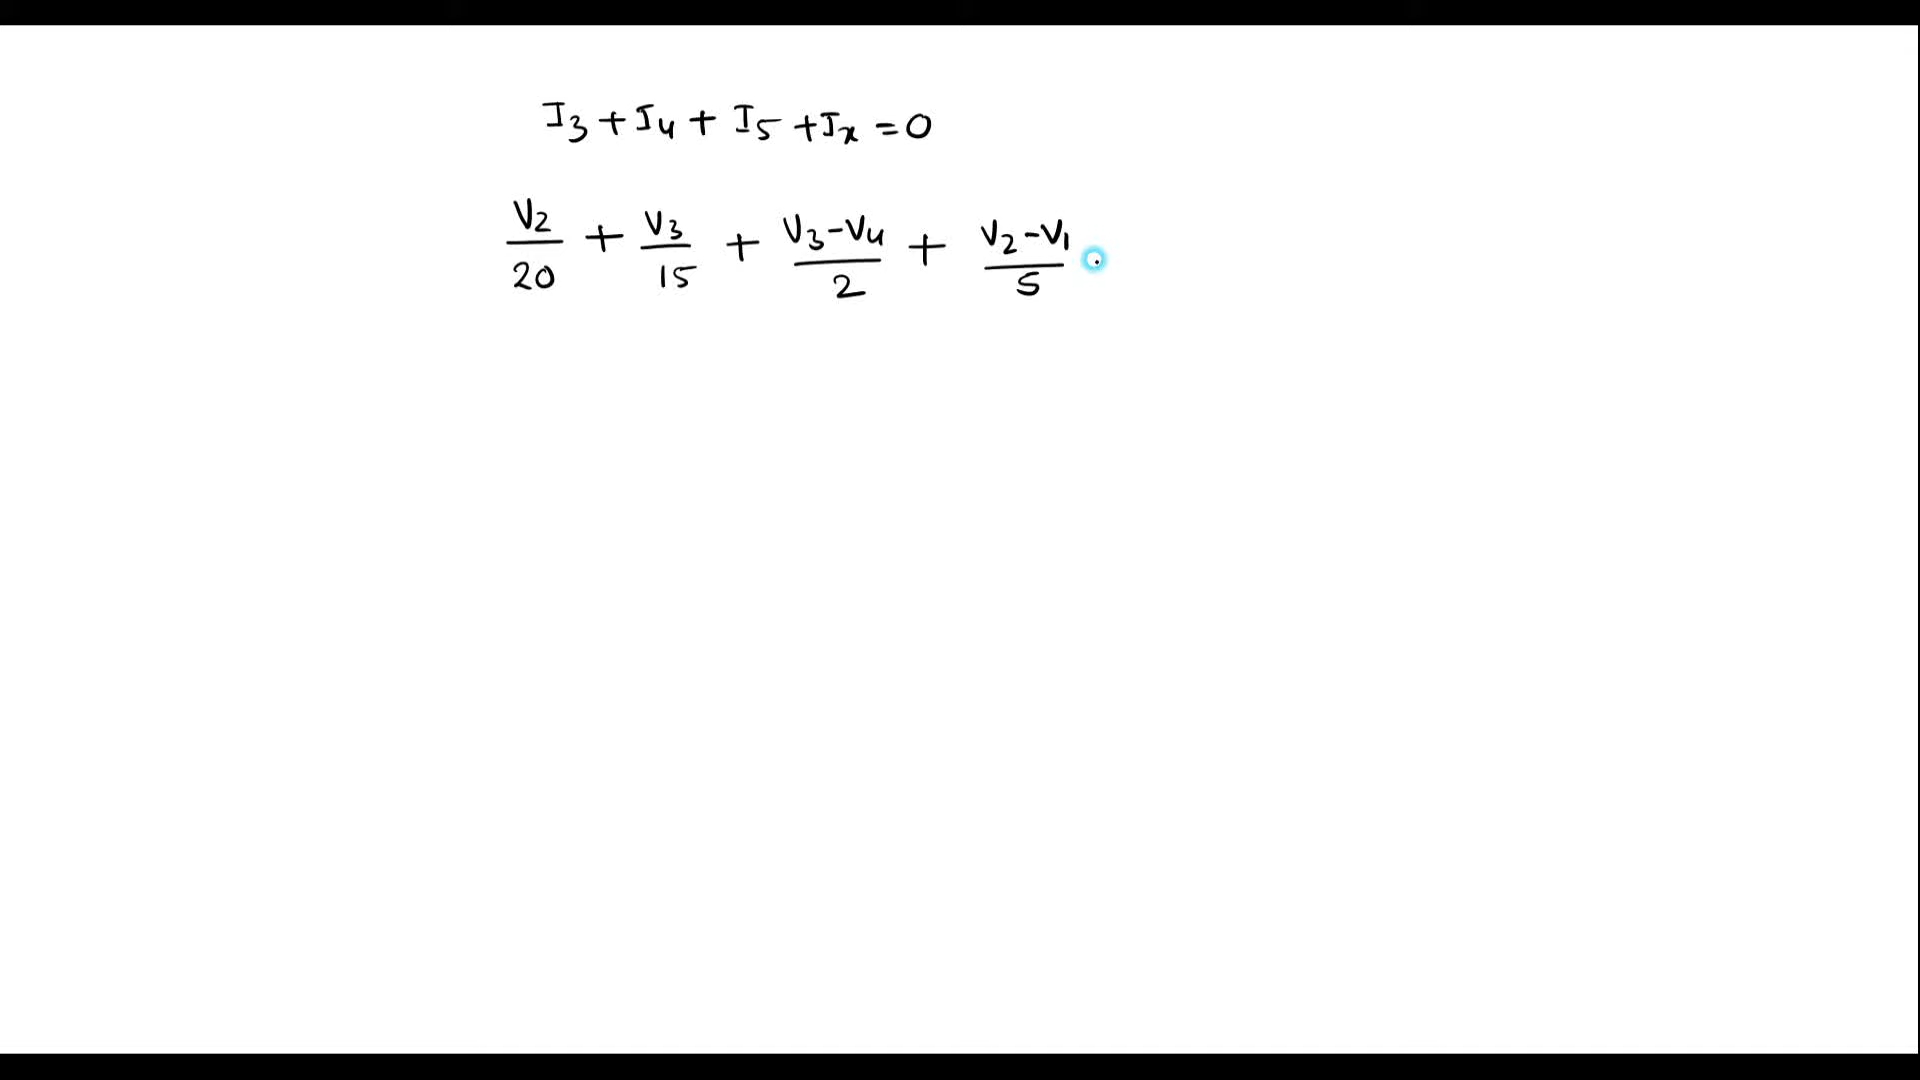 I₃ + I₄ + I₅ + Iₓ = 0
V₂/20 + V₃/15 + (V₃-V₄)/2 + (V₂-V₁)/5